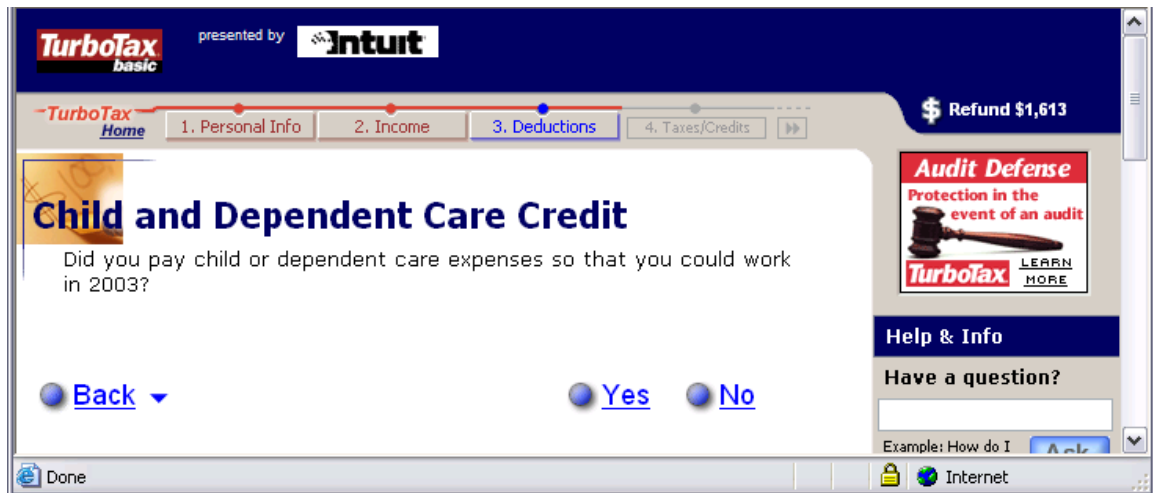 TurboTax
basic
presented by
Intuit
TurboTax
Home
1. Personal Info
2. Income
3. Deductions
4. Taxes/Credits
Refund $1,613
Child and Dependent Care Credit
Did you pay child or dependent care expenses so that you could work
in 2003?
Back
Yes
No
Audit Defense
Protection in the
event of an audit
TurboTax
LEARN
MORE
Help & Info
Have a question?
Example: How do I
Ask
Done
Internet